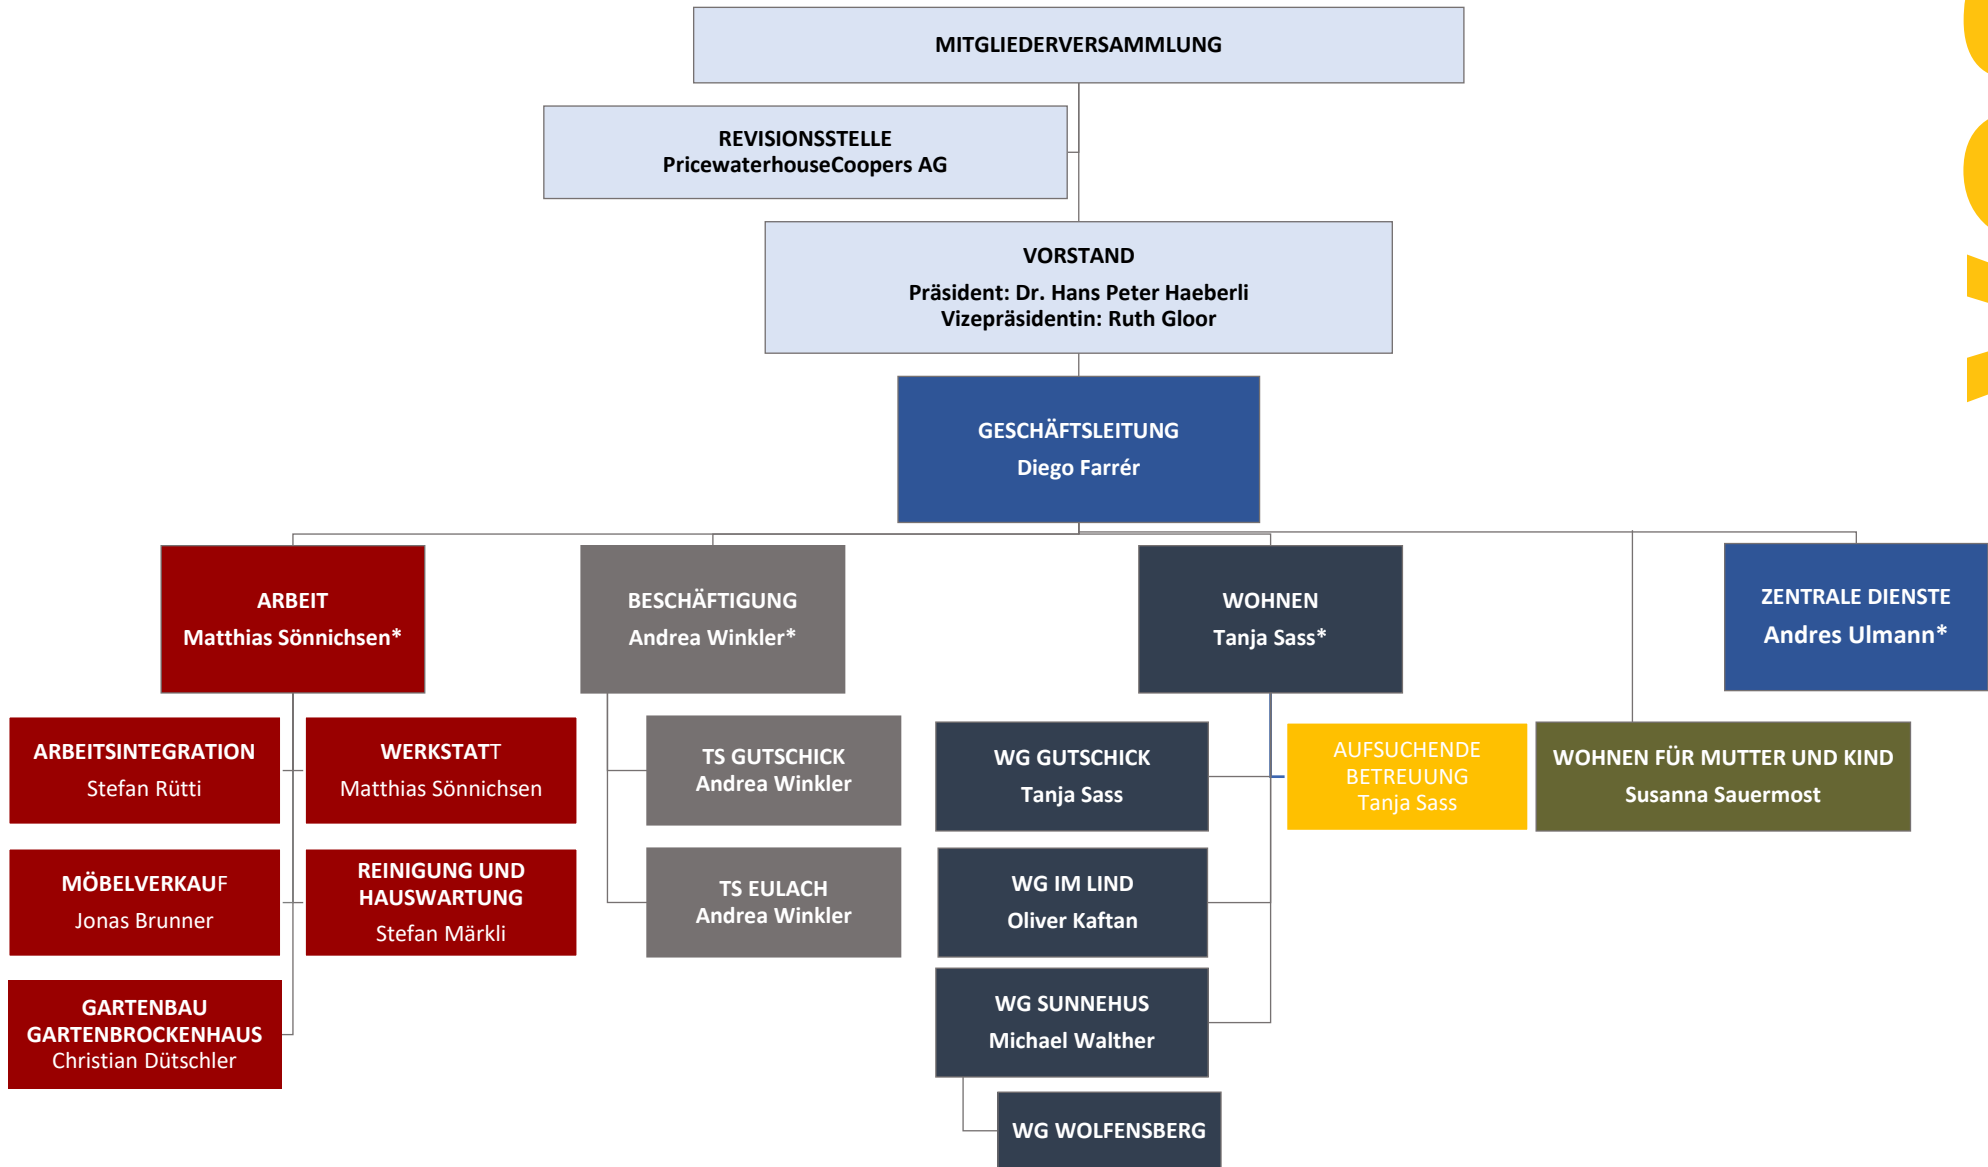 MITGLIEDERVERSAMMLUNG
REVISIONSSTELLE
PricewaterhouseCoopers AG
VORSTAND
Präsident: Dr. Hans Peter Haeberli
Vizepräsidentin: Ruth Gloor
GESCHÄFTSLEITUNG
Diego Farrér
ARBEIT
Matthias Sönnichsen*
BESCHÄFTIGUNG
Andrea Winkler*
WOHNEN
Tanja Sass*
ZENTRALE DIENSTE
Andres Ulmann*
ARBEITSINTEGRATION
Stefan Rütti
WERKSTATT
Matthias Sönnichsen
MÖBELVERKAUF
Jonas Brunner
REINIGUNG UND
HAUSWARTUNG
Stefan Märkli
GARTENBAU
GARTENBROCKENHAUS
Christian Dütschler
TS GUTSCHICK
Andrea Winkler
TS EULACH
Andrea Winkler
WG GUTSCHICK
Tanja Sass
WG IM LIND
Oliver Kaftan
WG SUNNEHUS
Michael Walther
WG WOLFENSBERG
AUFSUCHENDE
BETREUUNG
Tanja Sass
WOHNEN FÜR MUTTER UND KIND
Susanna Sauermost